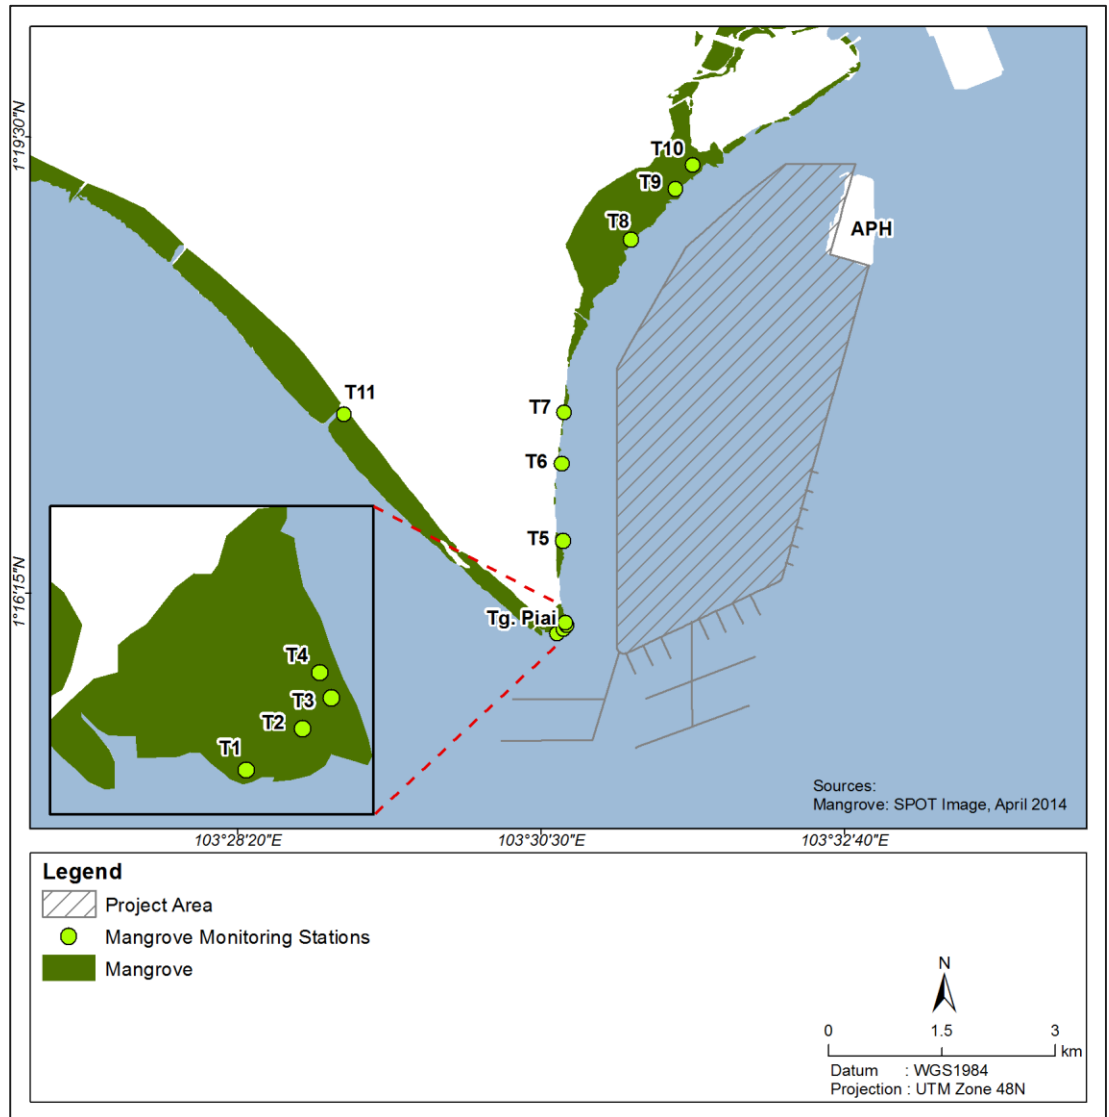 1°19'30"N
T10
T9
T8
APH
T11
T7
T6
T5
1°16'15"N
Tg. Piai
T4
T3
T2
T1
Sources:
Mangrove: SPOT Image, April 2014
103°28'20"E
103°30'30"E
103°32'40"E
Legend
Project Area
Mangrove Monitoring Stations
Mangrove
N
0 1.5 3
km
Datum : WGS1984
Projection : UTM Zone 48N